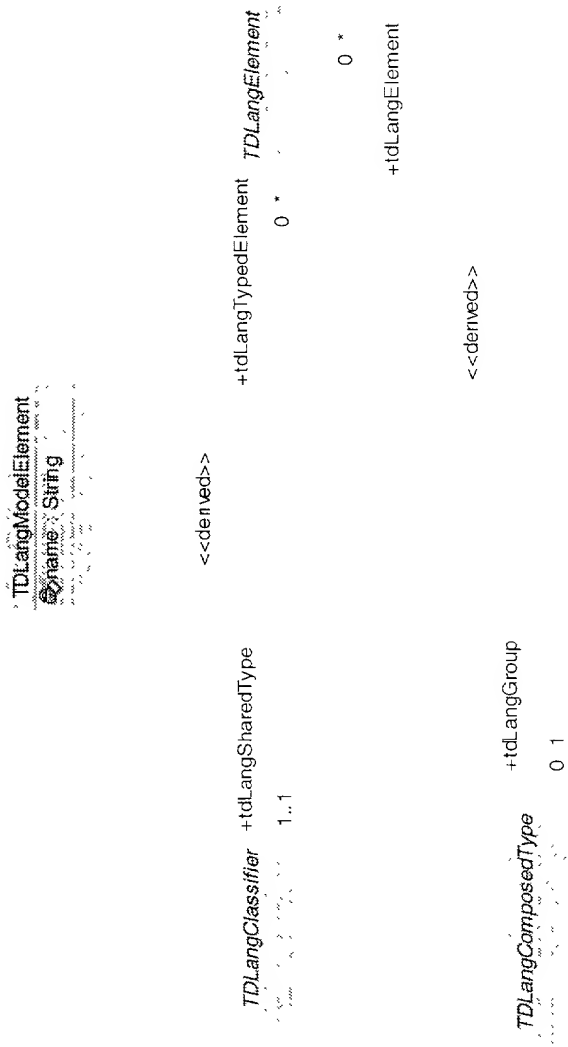 TDLangModelElement
name : String
<<derived>>
TDLangClassifier
+tdLangSharedType
1..1
+tdLangTypedElement
0 *
TDLangElement
0 *
+tdLangElement
<<derived>>
TDLangComposedType
+tdLangGroup
0 1